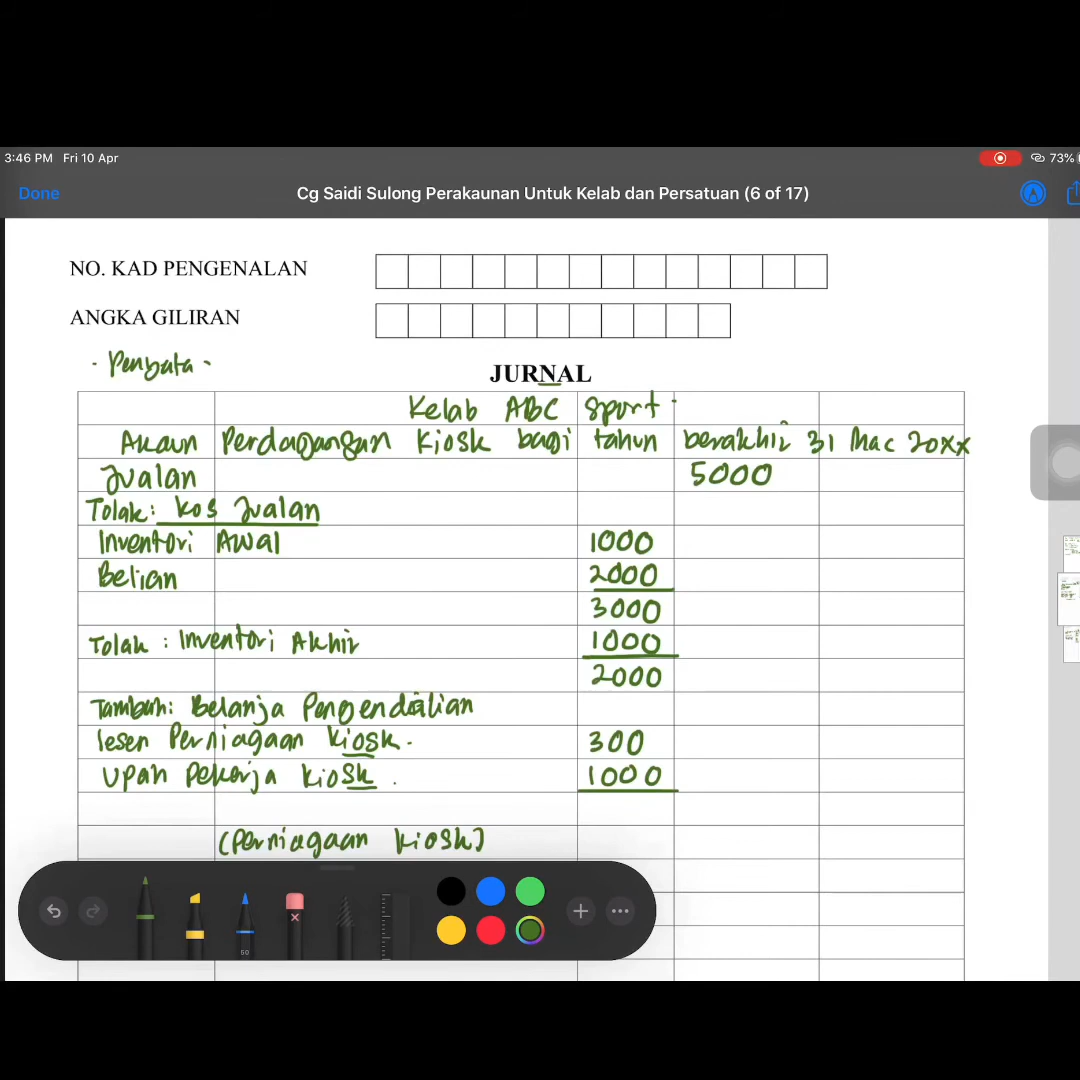 3:46 PM Fri 10 Apr 73%
Done Cg Saidi Sulong Perakaunan Untuk Kelab dan Persatuan (6 of 17)
NO. KAD PENGENALAN
ANGKA GILIRAN
. Penyata .
JURNAL
Kelab ABC Sport
Akaun Perdagangan Kiosk bagi tahun berakhir 31 Mac 20xx
Jualan 5000
Tolak: Kos Jualan
Inventori Awal 1000
Belian 2000
3000
Tolak : Inventori Akhir 1000
2000
Tambah: Belanja Pengendalian
lesen Perniagaan kiosk. 300
Upah Pekerja kiosk . 1000
(Perniagaan kiosk)
50